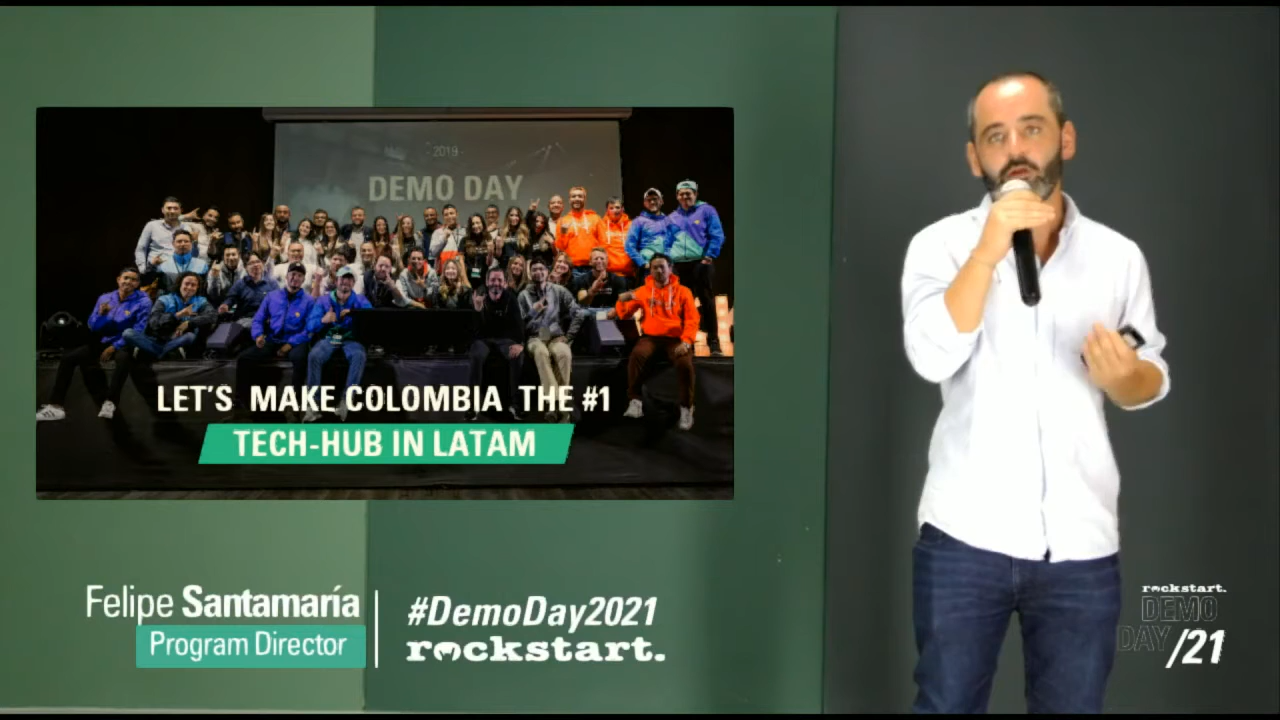 - 2019 -
DEMO DAY
LET'S MAKE COLOMBIA THE #1
TECH-HUB IN LATAM
Felipe Santamaría
Program Director
#DemoDay2021
rockstart.
rockstart.
DEMO
DAY/21